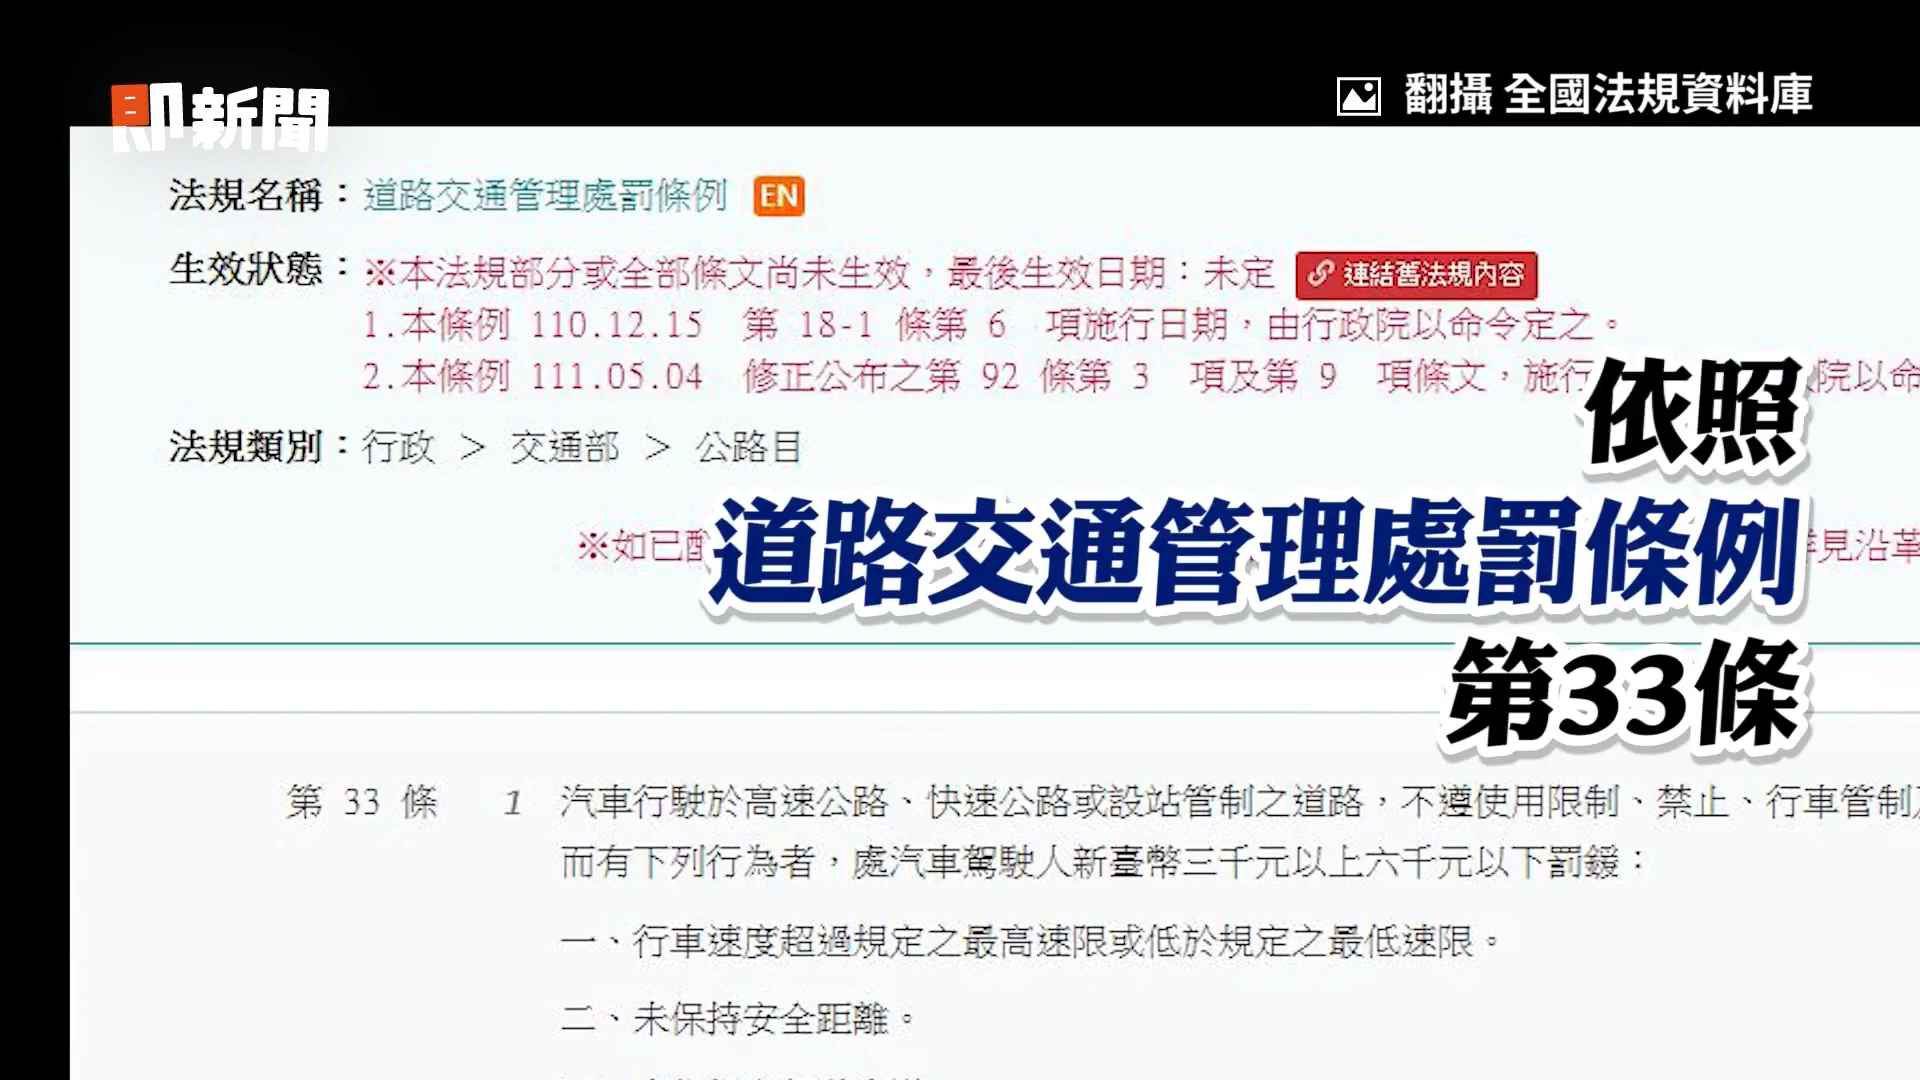 即新聞
翻攝 全國法規資料庫
法規名稱：道路交通管理處罰條例 EN
生效狀態：※本法規部分或全部條文尚未生效，最後生效日期：未定 連結舊法規內容
1.本條例 110.12.15 第 18-1 條第 6 項施行日期，由行政院以命令定之。
2.本條例 111.05.04 修正公布之第 92 條第 3 項及第 9 項條文，施行 院以命
法規類別：行政 ＞ 交通部 ＞ 公路目
※如已配 見沿革
依照
道路交通管理處罰條例
第33條
第 33 條 1 汽車行駛於高速公路、快速公路或設站管制之道路，不遵使用限制、禁止、行車管制
而有下列行為者，處汽車駕駛人新臺幣三千元以上六千元以下罰鍰：
一、行車速度超過規定之最高速限或低於規定之最低速限。
二、未保持安全距離。